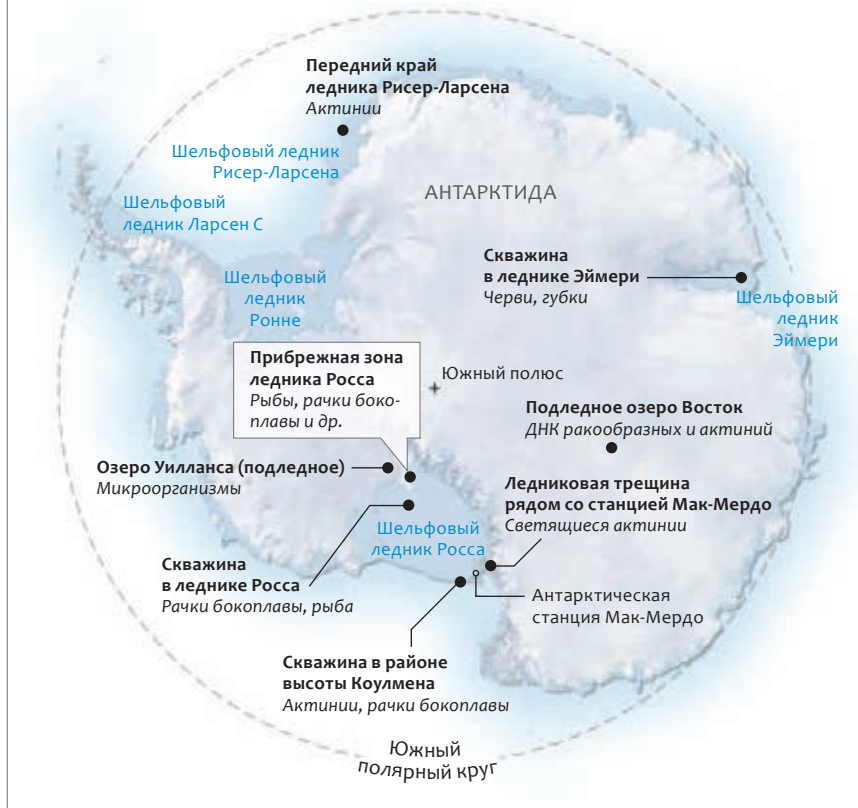 Передний край
ледника Рисер-Ларсена
Актинии
Шельфовый ледник
Рисер-Ларсена
АНТАРКТИДА
Шельфовый
ледник Ларсен С
Скважина
в леднике Эймери
Черви, губки
Шельфовый
ледник
Ронне
Шельфовый
ледник
Эймери
Прибрежная зона
ледника Росса
Рыбы, рачки боко-
плавы и др.
Южный полюс
Подледное озеро Восток
ДНК ракообразных и актиний
Озеро Уилланса (подледное)
Микроорганизмы
Ледниковая трещина
рядом со станцией Мак-Мердо
Светящиеся актинии
Шельфовый
ледник Росса
Скважина
в леднике Росса
Рачки бокоплавы, рыба
Антарктическая
станция Мак-Мердо
Скважина в районе
высоты Коулмена
Актинии, рачки бокоплавы
Южный
полярный круг